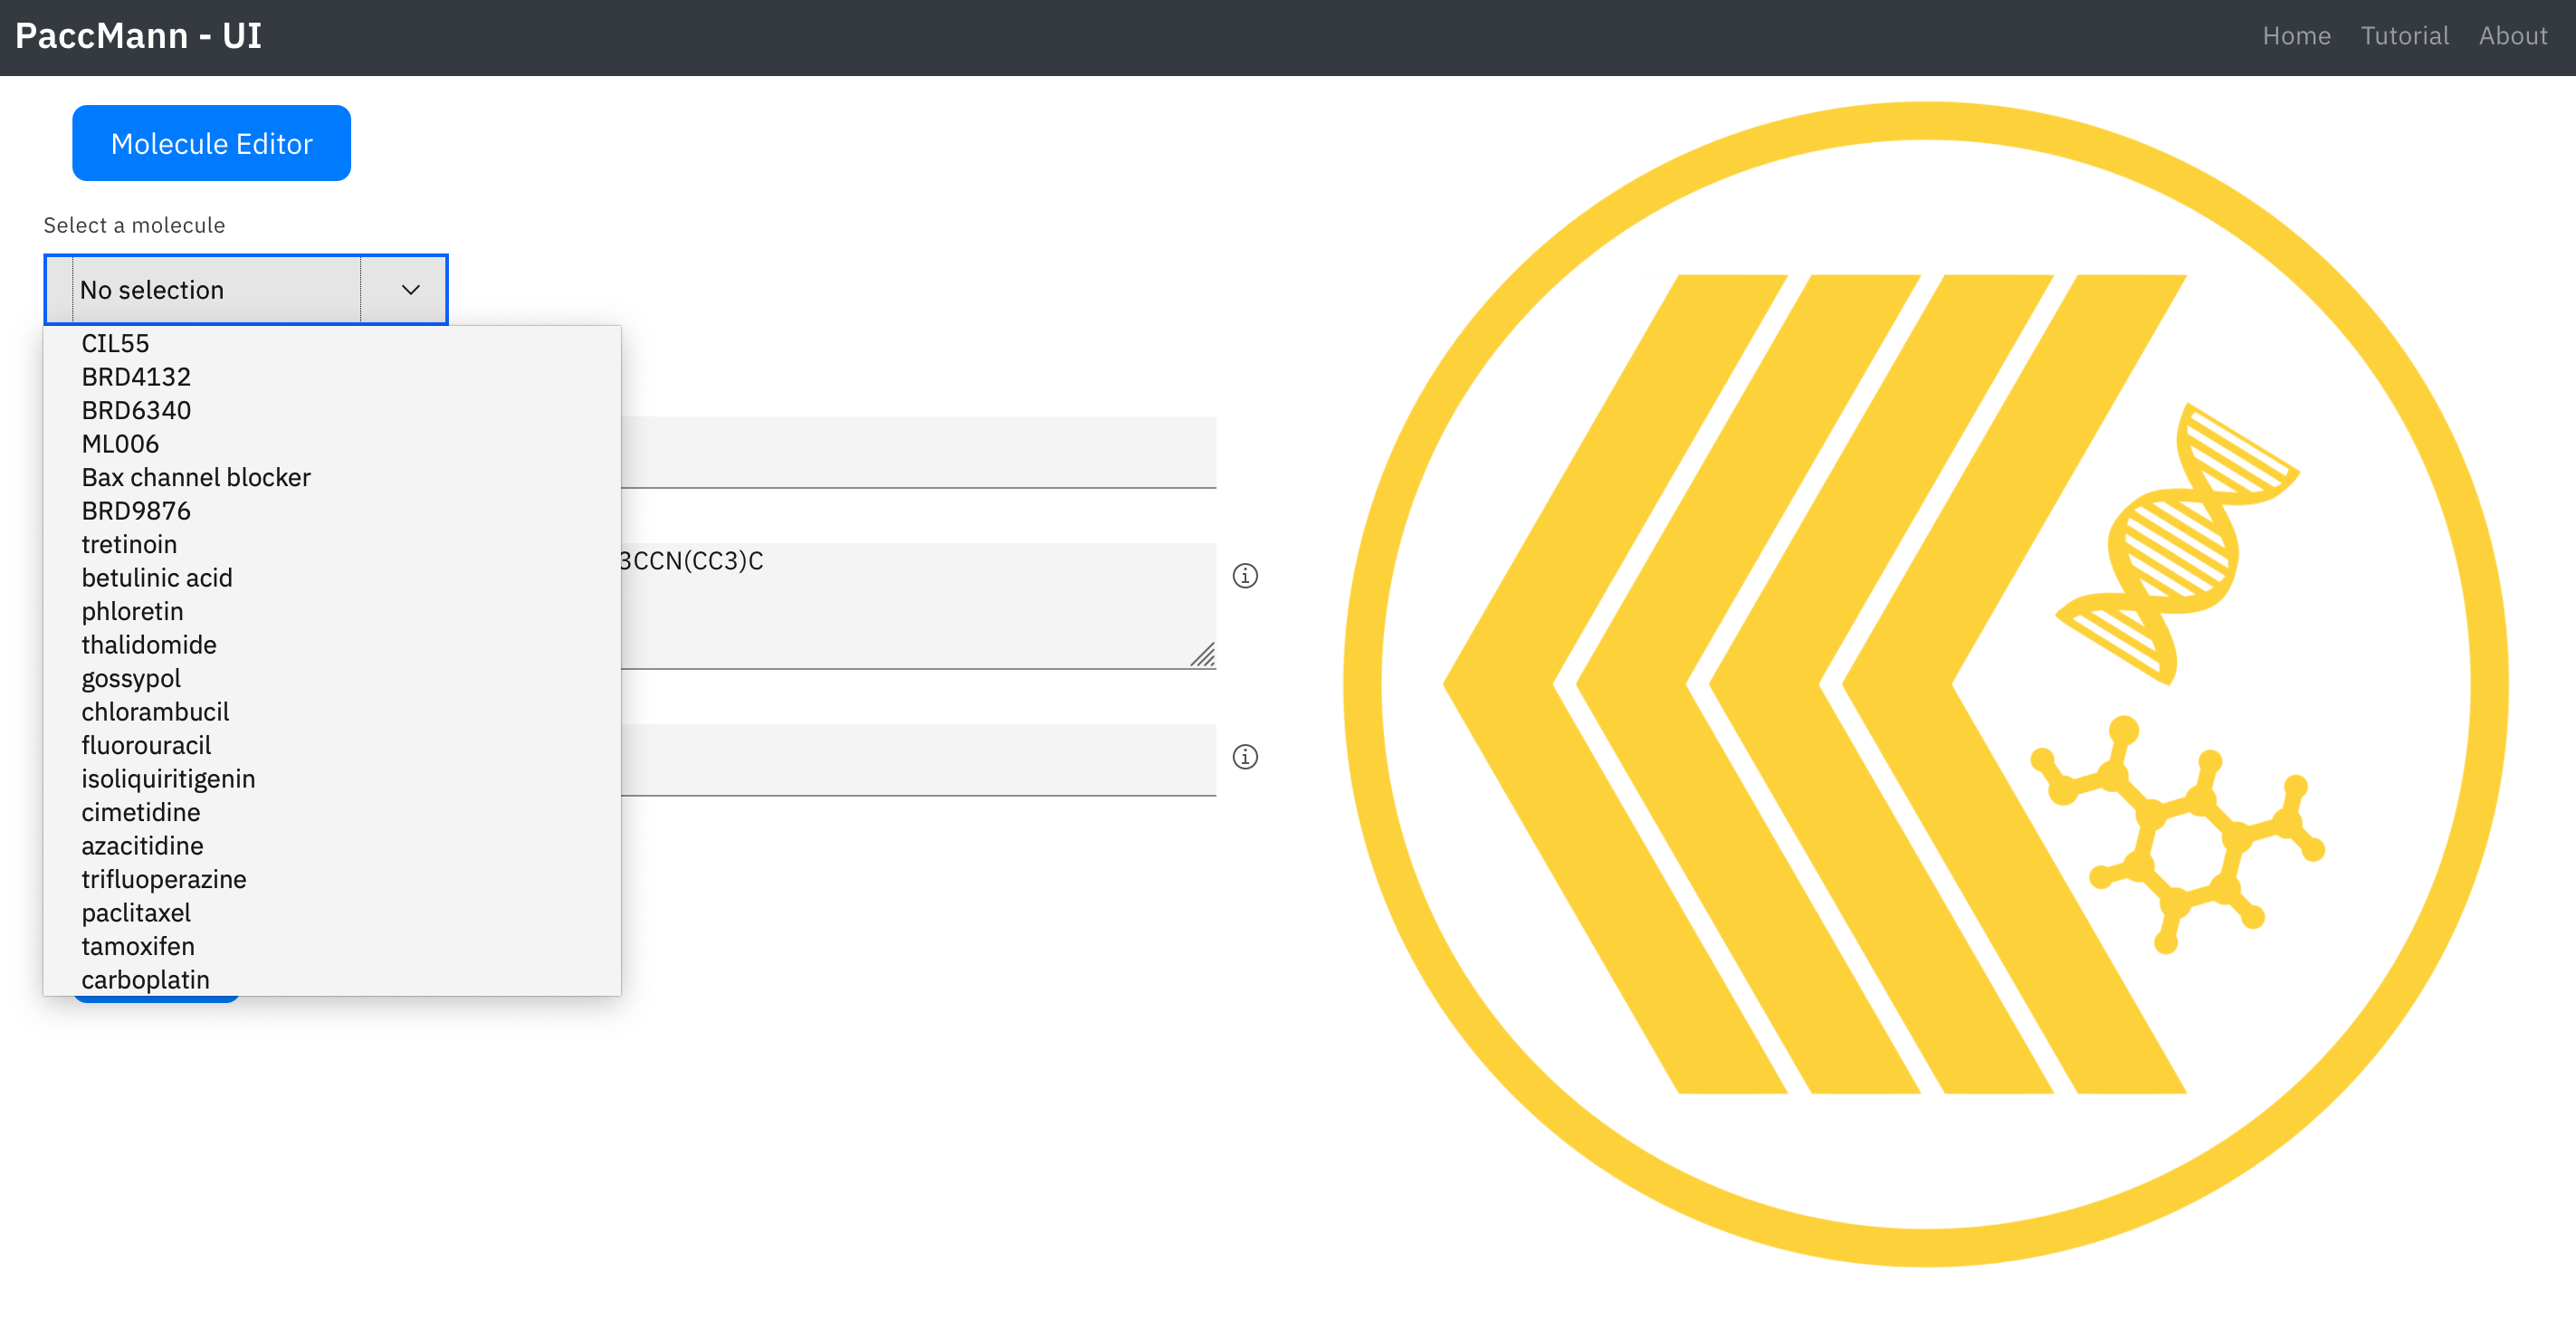 PaccMann - UI
Home
Tutorial
About
Molecule Editor
Select a molecule
No selection
CIL55
BRD4132
BRD6340
ML006
Bax channel blocker
BRD9876
tretinoin
betulinic acid
phloretin
thalidomide
gossypol
chlorambucil
fluorouracil
isoliquiritigenin
cimetidine
azacitidine
trifluoperazine
paclitaxel
tamoxifen
carboplatin
3CCN(CC3)C